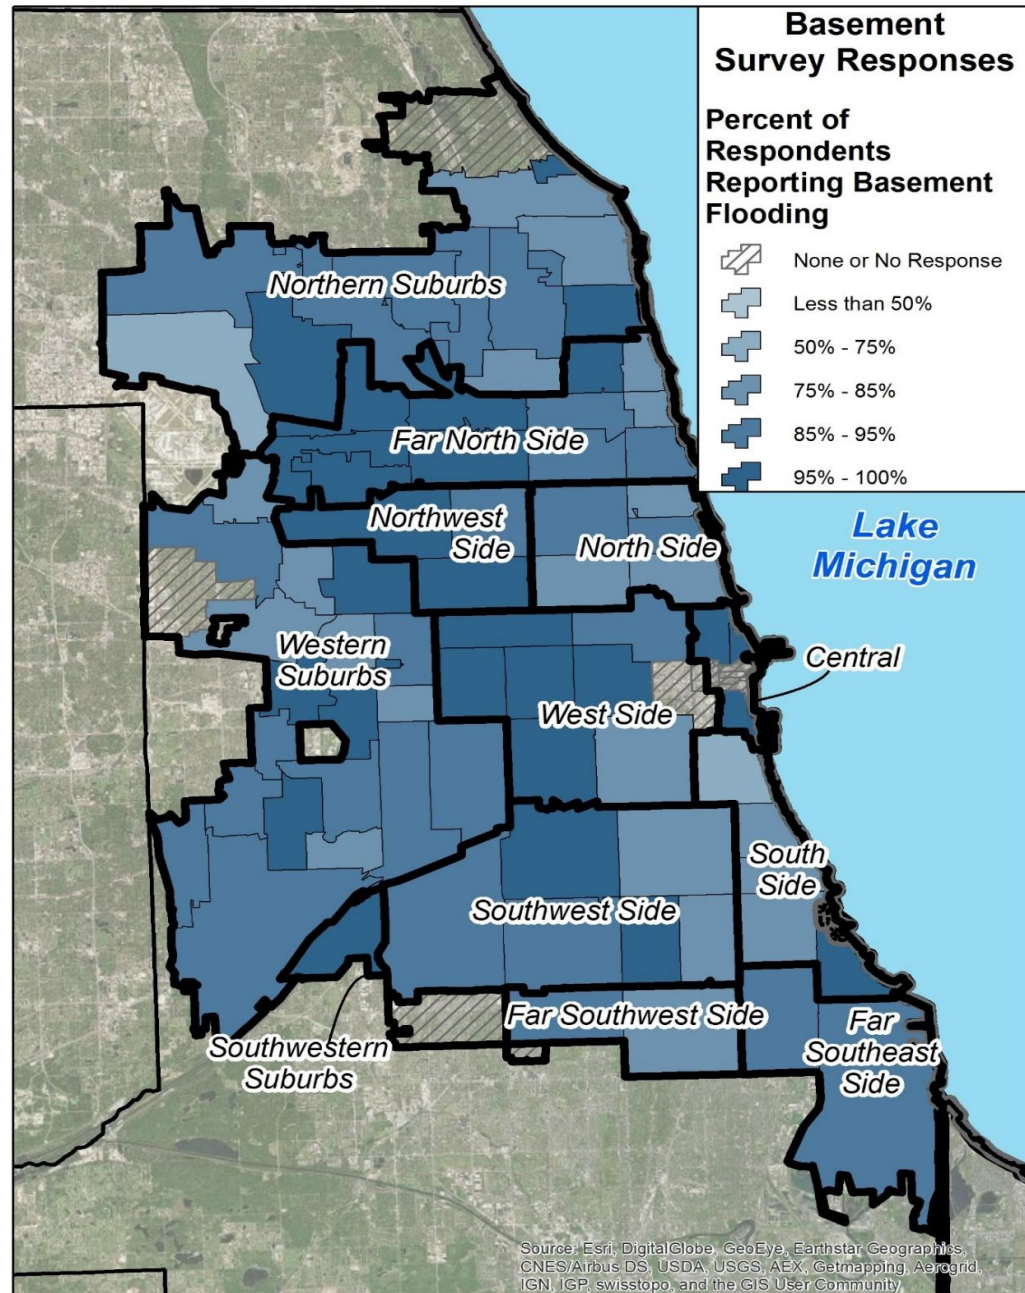 Basement
Survey Responses
Percent of
Respondents
Reporting Basement
Flooding
None or No Response
Less than 50%
50% - 75%
75% - 85%
85% - 95%
95% - 100%
Northern Suburbs
Far North Side
Northwest
Side
North Side
Lake
Michigan
Western
Suburbs
Central
West Side
South
Side
Southwest Side
Far Southwest Side
Far
Southeast
Side
Southwestern
Suburbs
Source: Esri, DigitalGlobe, GeoEye, Earthstar Geographics,
CNES/Airbus DS, USDA, USGS, AEX, Getmapping, Aerogrid,
IGN, IGP, swisstopo, and the GIS User Community